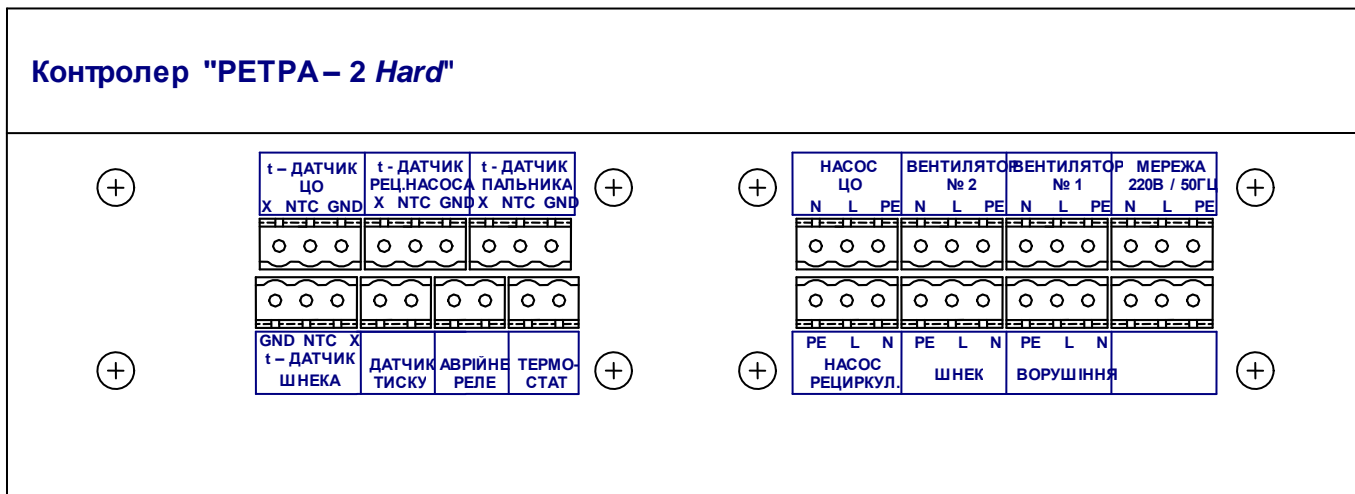 Контролер "РЕТРА – 2 Hard"
t – ДАТЧИК
ЦО
X NTC GND
t - ДАТЧИК
РЕЦ.НАСОСА
X NTC GND
t - ДАТЧИК
ПАЛЬНИКА
X NTC GND
НАСОС
ЦО
N L PE
ВЕНТИЛЯТОР
№ 2
N L PE
ВЕНТИЛЯТОР
№ 1
N L PE
МЕРЕЖА
220В / 50ГЦ
N L PE
GND NTC X
t – ДАТЧИК
ШНЕКА
ДАТЧИК
ТИСКУ
АВРІЙНЕ
РЕЛЕ
ТЕРМО-
СТАТ
PE L N
НАСОС
РЕЦИРКУЛ.
PE L N
ШНЕК
PE L N
ВОРУШІННЯ